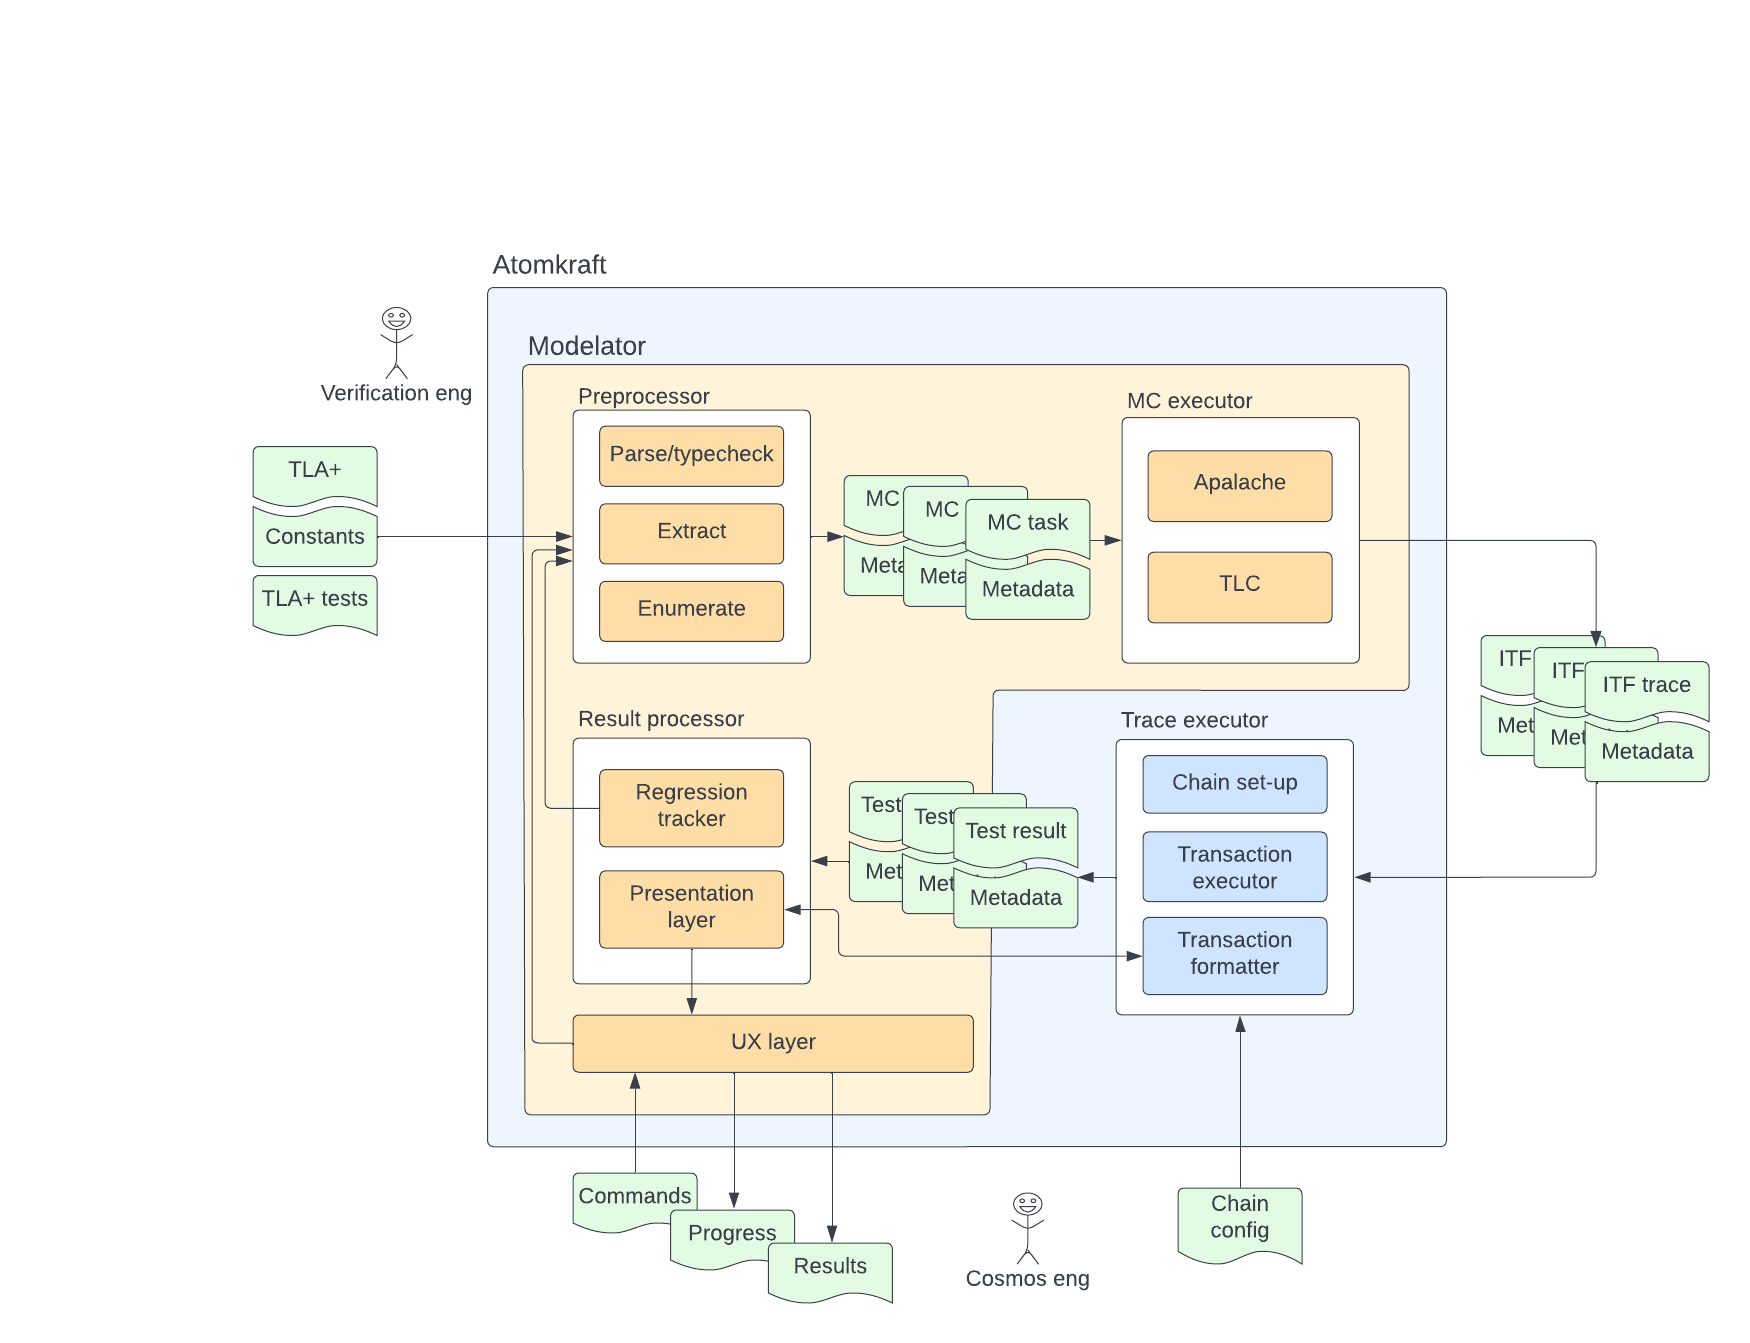 Atomkraft
Modelator
Verification eng
Preprocessor
MC executor
Parse/typecheck
Extract
Enumerate
TLA+
Constants
TLA+ tests
MC
Meta
MC
Meta
MC task
Metadata
Apalache
TLC
ITF
Met
ITF
Met
ITF trace
Metadata
Result processor
Trace executor
Regression
tracker
Presentation
layer
Test
Met
Test
Met
Test result
Metadata
Chain set-up
Transaction
executor
Transaction
formatter
UX layer
Commands
Progress
Results
Cosmos eng
Chain
config